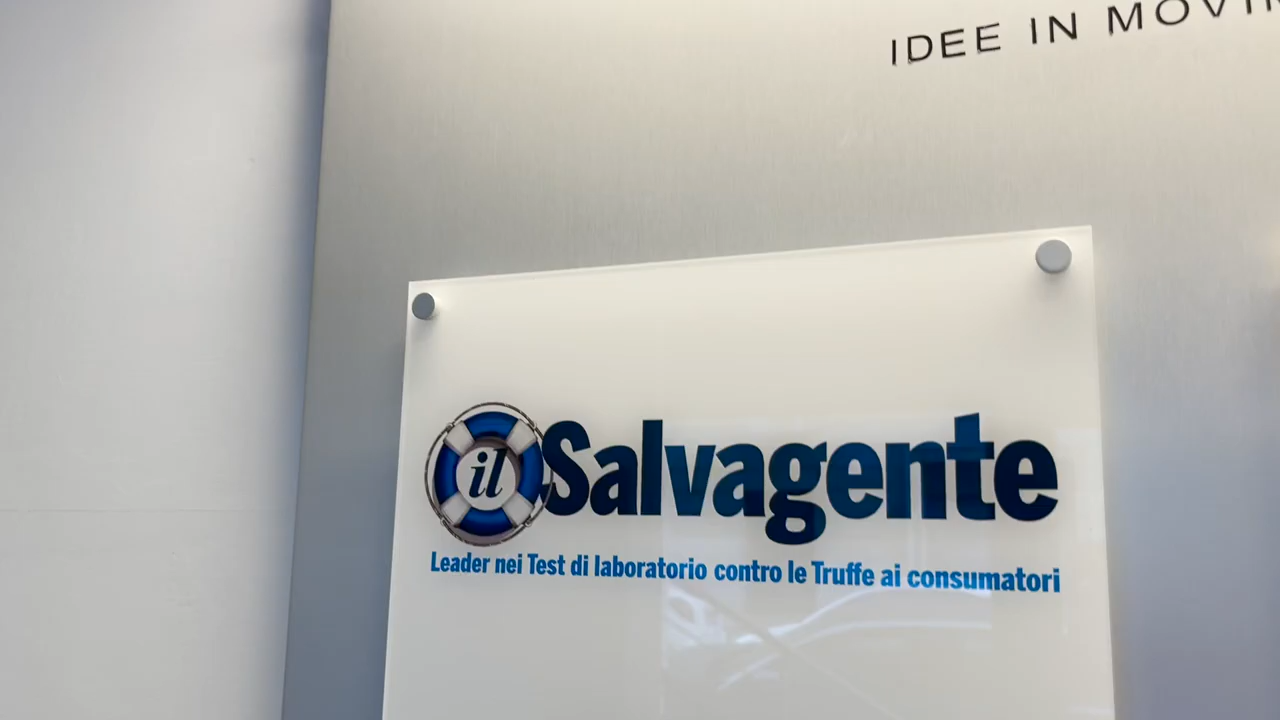 IDEE IN
il Salvagente
Leader nei Test di laboratorio contro le Truffe ai consumatori